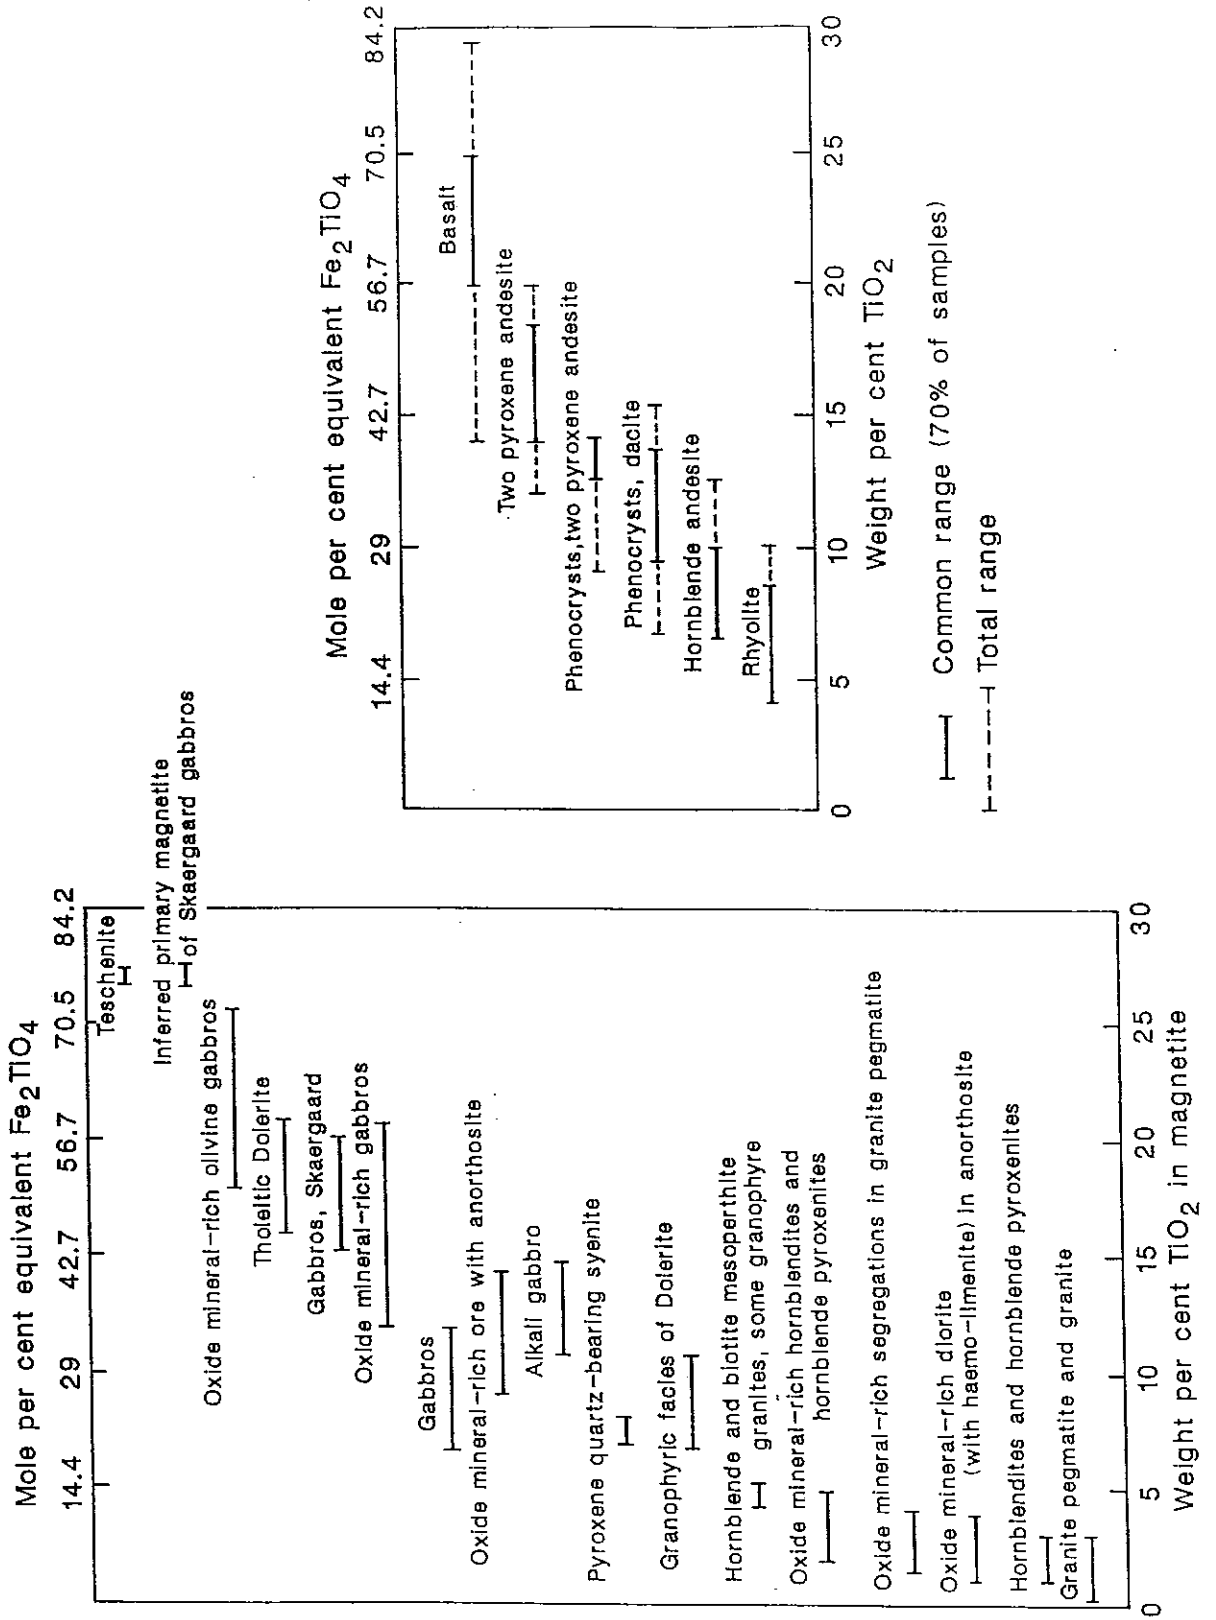 Mole per cent equivalent Fe2TiO4
14.4 29 42.7 56.7 70.5 84.2
Teschenite
Inferred primary magnetite
of Skaergaard gabbros
Oxide mineral-rich olivine gabbros
Tholeitic Dolerite
Gabbros, Skaergaard
Oxide mineral-rich gabbros
Gabbros
Oxide mineral-rich ore with anorthosite
Alkali gabbro
Pyroxene quartz-bearing syenite
Granophyric facies of Dolerite
Hornblende and biotite mesoperthite
granites, some granophyre
Oxide mineral-rich hornblendites and
hornblende pyroxenites
Oxide mineral-rich segregations in granite pegmatite
Oxide mineral-rich diorite
(with haemo-ilmenite) in anorthosite
Hornblendites and hornblende pyroxenites
Granite pegmatite and granite
0 5 10 15 20 25 30
Weight per cent TiO2 in magnetite
Mole per cent equivalent Fe2TiO4
14.4 29 42.7 56.7 70.5 84.2
Basalt
Two pyroxene andesite
Phenocrysts,two pyroxene andesite
Phenocrysts, dacite
Hornblende andesite
Rhyolite
0 5 10 15 20 25 30
Weight per cent TiO2
Common range (70% of samples)
Total range